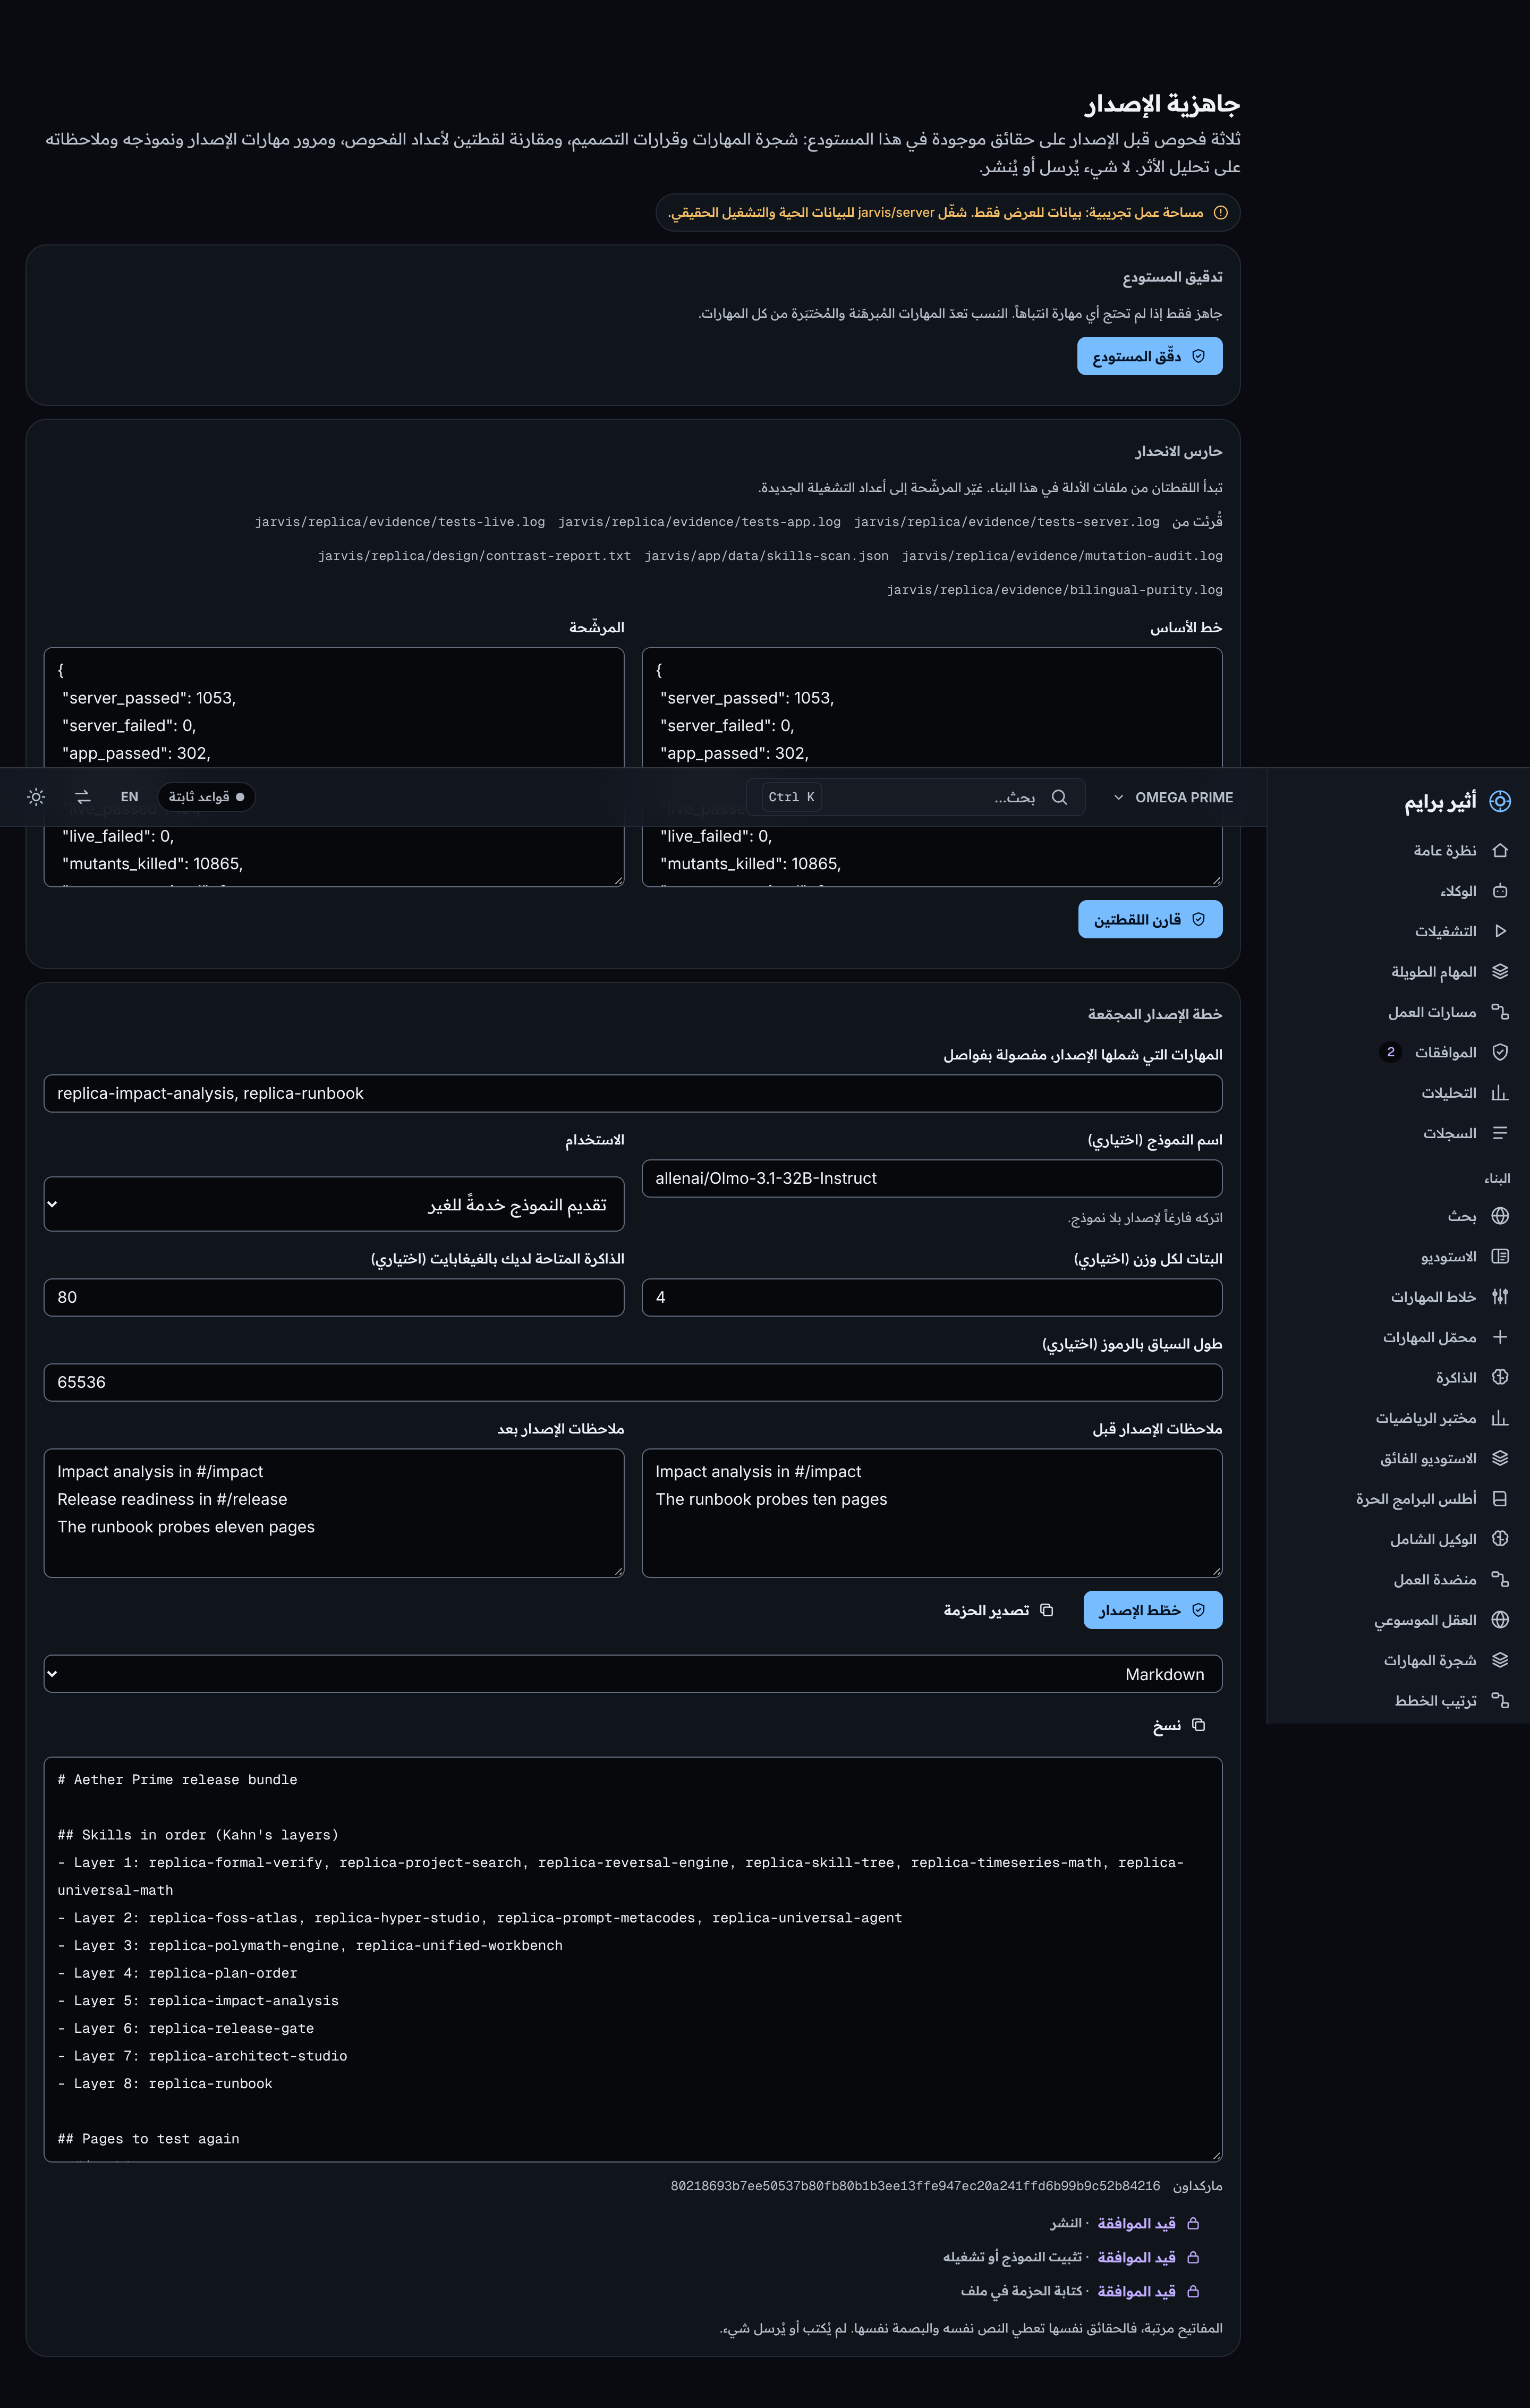 جاهزية الإصدار
ثلاثة فحوص قبل الإصدار على حقائق موجودة في هذا المستودع: شجرة المهارات وقرارات التصميم، ومقارنة لقطتين لأعداد الفحوص، ومرور مهارات الإصدار ونموذجه وملاحظاته
على تحليل الأثر. لا شيء يُرسل أو يُنشر.
مساحة عمل تجريبية: بيانات للعرض فقط. شغّل jarvis/server للبيانات الحية والتشغيل الحقيقي.
تدقيق المستودع
جاهز فقط إذا لم تحتج أي مهارة انتباهاً. النسب تعدّ المهارات المُبرهَنة والمُختبَرة من كل المهارات.
دقّق المستودع
حارس الانحدار
تبدأ اللقطتان من ملفات الأدلة في هذا البناء. غيّر المرشّحة إلى أعداد التشغيلة الجديدة.
قُرئت من jarvis/replica/evidence/tests-server.log jarvis/replica/evidence/tests-app.log jarvis/replica/evidence/tests-live.log
jarvis/replica/evidence/mutation-audit.log jarvis/app/data/skills-scan.json jarvis/replica/design/contrast-report.txt
jarvis/replica/evidence/bilingual-purity.log
خط الأساس
{
"server_passed": 1053,
"server_failed": 0,
"app_passed": 302,
"live_failed": 0,
"mutants_killed": 10865,
المرشّحة
{
"server_passed": 1053,
"server_failed": 0,
"app_passed": 302,
"live_failed": 0,
"mutants_killed": 10865,
أثير برايم
OMEGA PRIME
بحث...
Ctrl K
قواعد ثابتة
EN
نظرة عامة
الوكلاء
التشغيلات
المهام الطويلة
مسارات العمل
الموافقات 2
التحليلات
السجلات
البناء
بحث
الاستوديو
خلاط المهارات
محمّل المهارات
الذاكرة
مختبر الرياضيات
الاستوديو الفائق
أطلس البرامج الحرة
الوكيل الشامل
منضدة العمل
العقل الموسوعي
شجرة المهارات
ترتيب الخطط
قارن اللقطتين
خطة الإصدار المجمّعة
المهارات التي شملها الإصدار، مفصولة بفواصل
replica-impact-analysis, replica-runbook
اسم النموذج (اختياري)
allenai/Olmo-3.1-32B-Instruct
اتركه فارغاً لإصدار بلا نموذج.
الاستخدام
تقديم النموذج خدمةً للغير
البتات لكل وزن (اختياري)
4
الذاكرة المتاحة لديك بالغيغابايت (اختياري)
80
طول السياق بالرموز (اختياري)
65536
ملاحظات الإصدار قبل
Impact analysis in #/impact
The runbook probes ten pages
ملاحظات الإصدار بعد
Impact analysis in #/impact
Release readiness in #/release
The runbook probes eleven pages
خطّط الإصدار
تصدير الحزمة
Markdown
نسخ
# Aether Prime release bundle
## Skills in order (Kahn's layers)
- Layer 1: replica-formal-verify, replica-project-search, replica-reversal-engine, replica-skill-tree, replica-timeseries-math, replica-
universal-math
- Layer 2: replica-foss-atlas, replica-hyper-studio, replica-prompt-metacodes, replica-universal-agent
- Layer 3: replica-polymath-engine, replica-unified-workbench
- Layer 4: replica-plan-order
- Layer 5: replica-impact-analysis
- Layer 6: replica-release-gate
- Layer 7: replica-architect-studio
- Layer 8: replica-runbook
## Pages to test again
ماركداون 80218693b7ee50537b80fb80b1b3ee13ffe947ec20a241ffd6b99b9c52b84216
قيد الموافقة · النشر
قيد الموافقة · تثبيت النموذج أو تشغيله
قيد الموافقة · كتابة الحزمة في ملف
المفاتيح مرتبة، فالحقائق نفسها تعطي النص نفسه والبصمة نفسها. لم يُكتب أو يُرسل شيء.